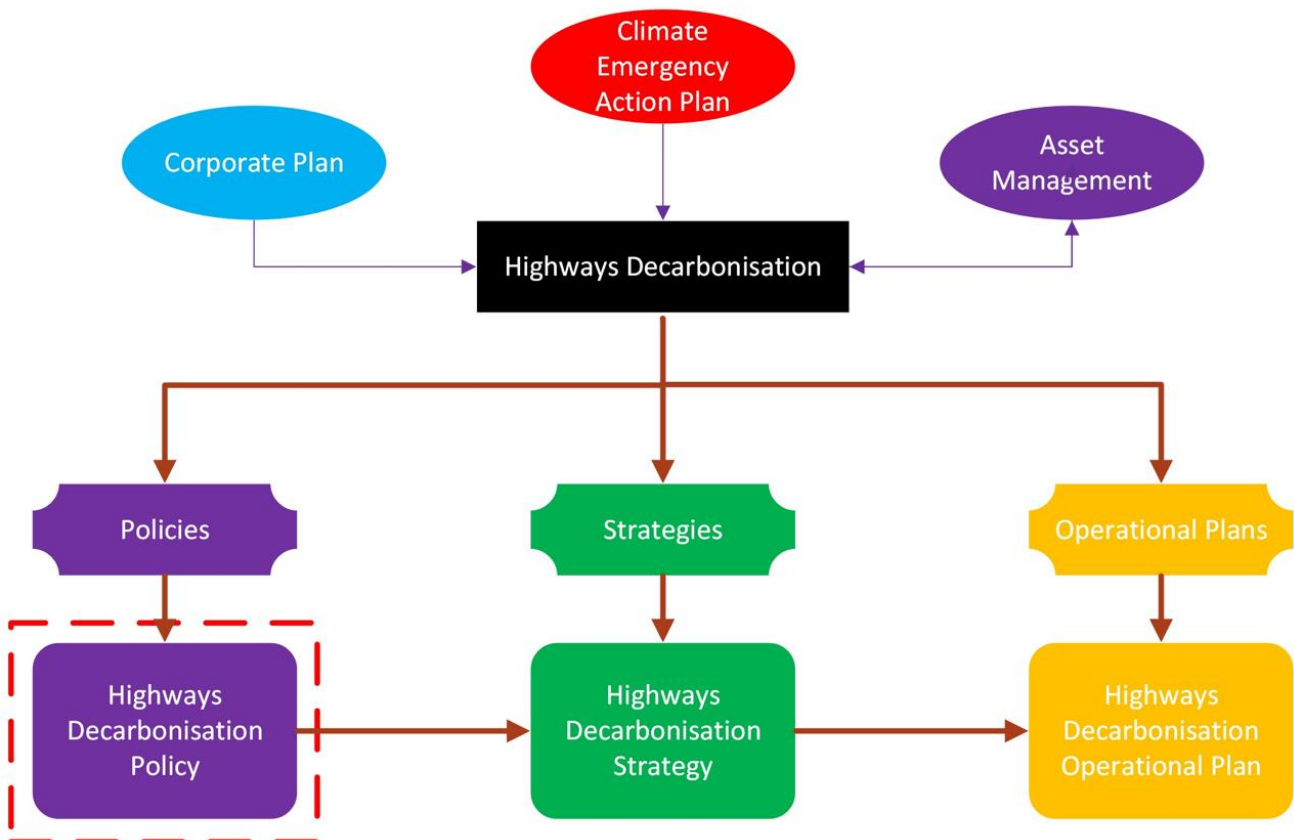 Climate
Emergency
Action Plan
Corporate Plan
Asset
Management
Highways Decarbonisation
Policies
Strategies
Operational Plans
Highways
Decarbonisation
Policy
Highways
Decarbonisation
Strategy
Highways
Decarbonisation
Operational Plan